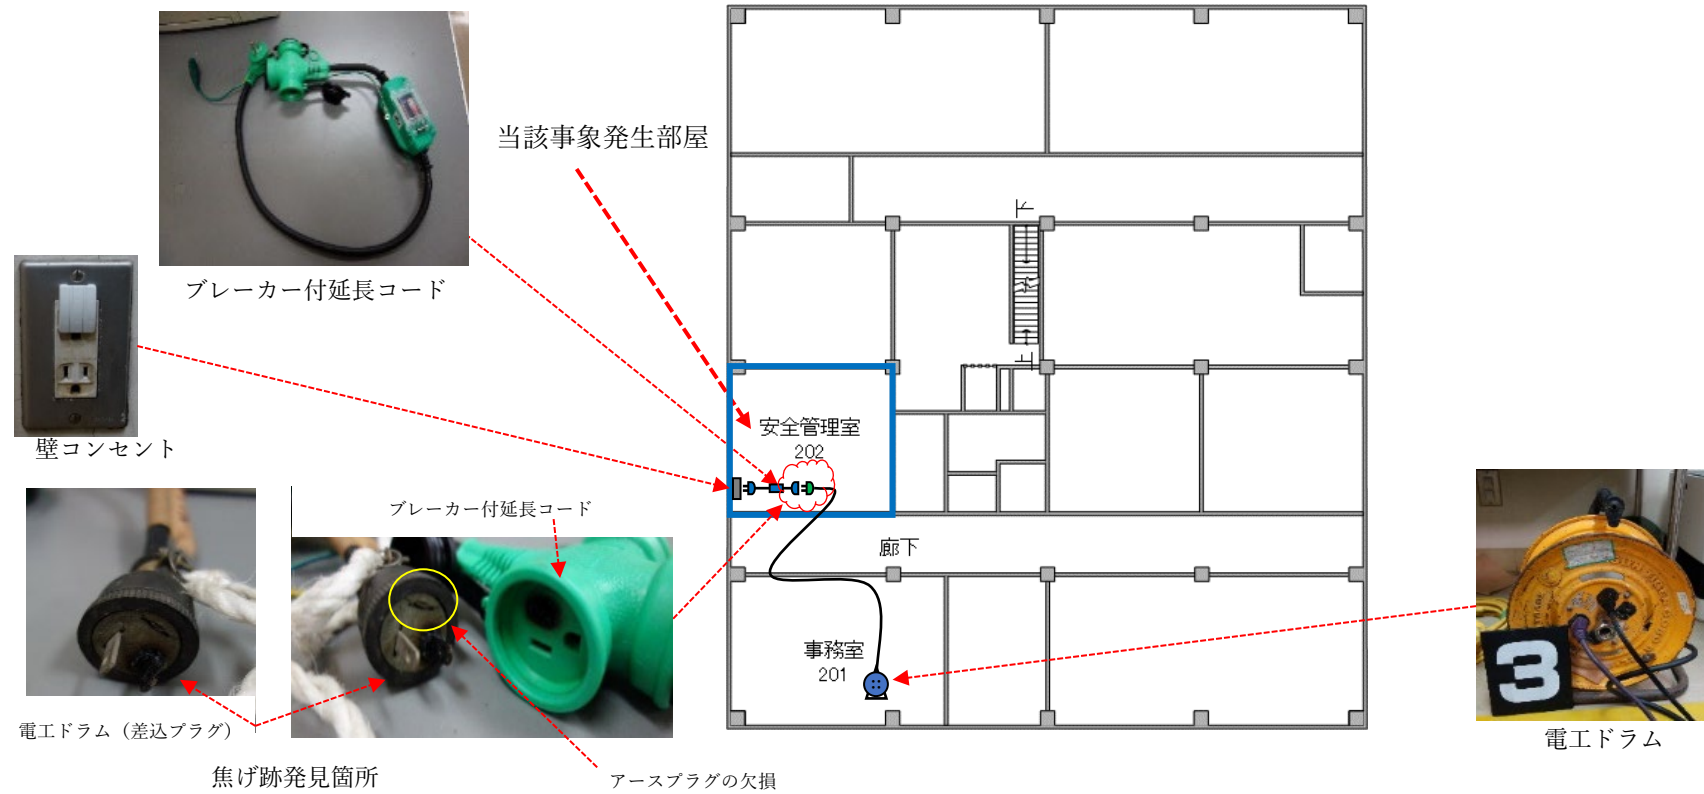 当該事象発生部屋
ブレーカー付延長コード
壁コンセント
下
上
安全管理室
202
ブレーカー付延長コード
廊下
事務室
201
3
電工ドラム（差込プラグ）
電工ドラム
焦げ跡発見箇所
アースプラグの欠損